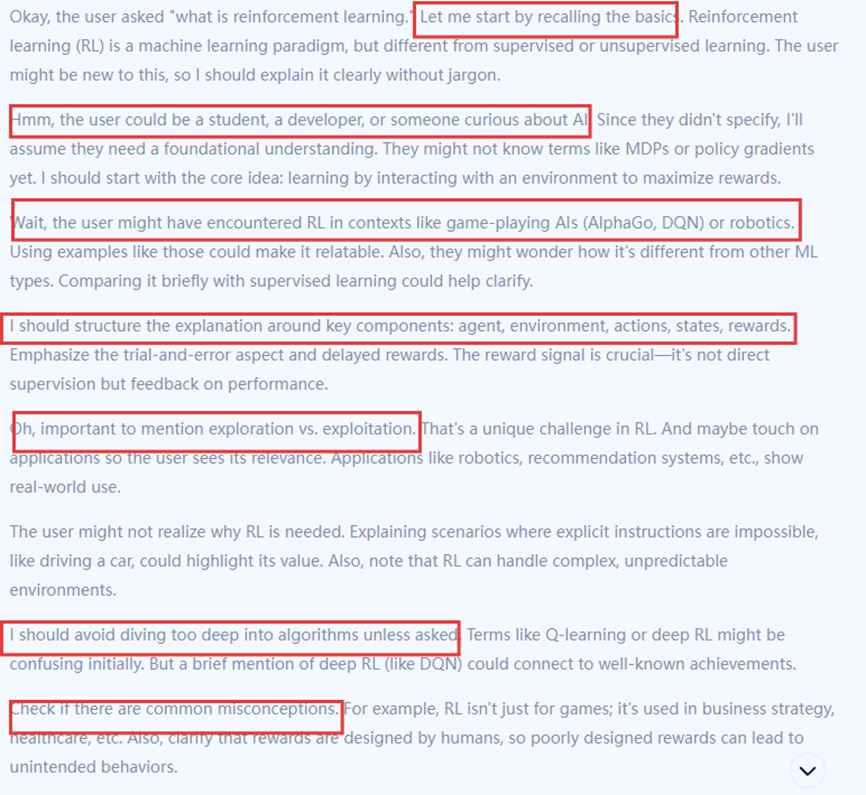 Okay, the user asked "what is reinforcement learning." Let me start by recalling the basics. Reinforcement
learning (RL) is a machine learning paradigm, but different from supervised or unsupervised learning. The user
might be new to this, so I should explain it clearly without jargon.
Hmm, the user could be a student, a developer, or someone curious about AI. Since they didn't specify, I'll
assume they need a foundational understanding. They might not know terms like MDPs or policy gradients
yet. I should start with the core idea: learning by interacting with an environment to maximize rewards.
Wait, the user might have encountered RL in contexts like game-playing AIs (AlphaGo, DQN) or robotics.
Using examples like those could make it relatable. Also, they might wonder how it's different from other ML
types. Comparing it briefly with supervised learning could help clarify.
I should structure the explanation around key components: agent, environment, actions, states, rewards.
Emphasize the trial-and-error aspect and delayed rewards. The reward signal is crucial—it's not direct
supervision but feedback on performance.
Oh, important to mention exploration vs. exploitation. That's a unique challenge in RL. And maybe touch on
applications so the user sees its relevance. Applications like robotics, recommendation systems, etc., show
real-world use.
The user might not realize why RL is needed. Explaining scenarios where explicit instructions are impossible,
like driving a car, could highlight its value. Also, note that RL can handle complex, unpredictable
environments.
I should avoid diving too deep into algorithms unless asked. Terms like Q-learning or deep RL might be
confusing initially. But a brief mention of deep RL (like DQN) could connect to well-known achievements.
Check if there are common misconceptions. For example, RL isn't just for games; it's used in business strategy,
healthcare, etc. Also, clarify that rewards are designed by humans, so poorly designed rewards can lead to
unintended behaviors.